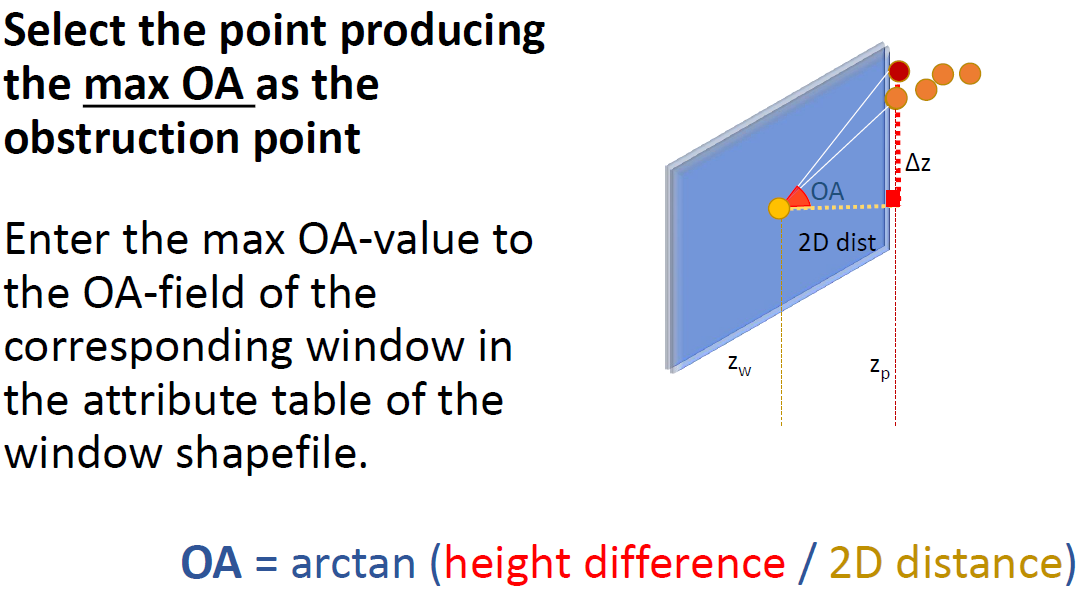 Select the point producing
the max OA as the
obstruction point
Enter the max OA-value to
the OA-field of the
corresponding window in
the attribute table of the
window shapefile.
OA
Δz
2D dist
zw
zp
OA = arctan (height difference / 2D distance)